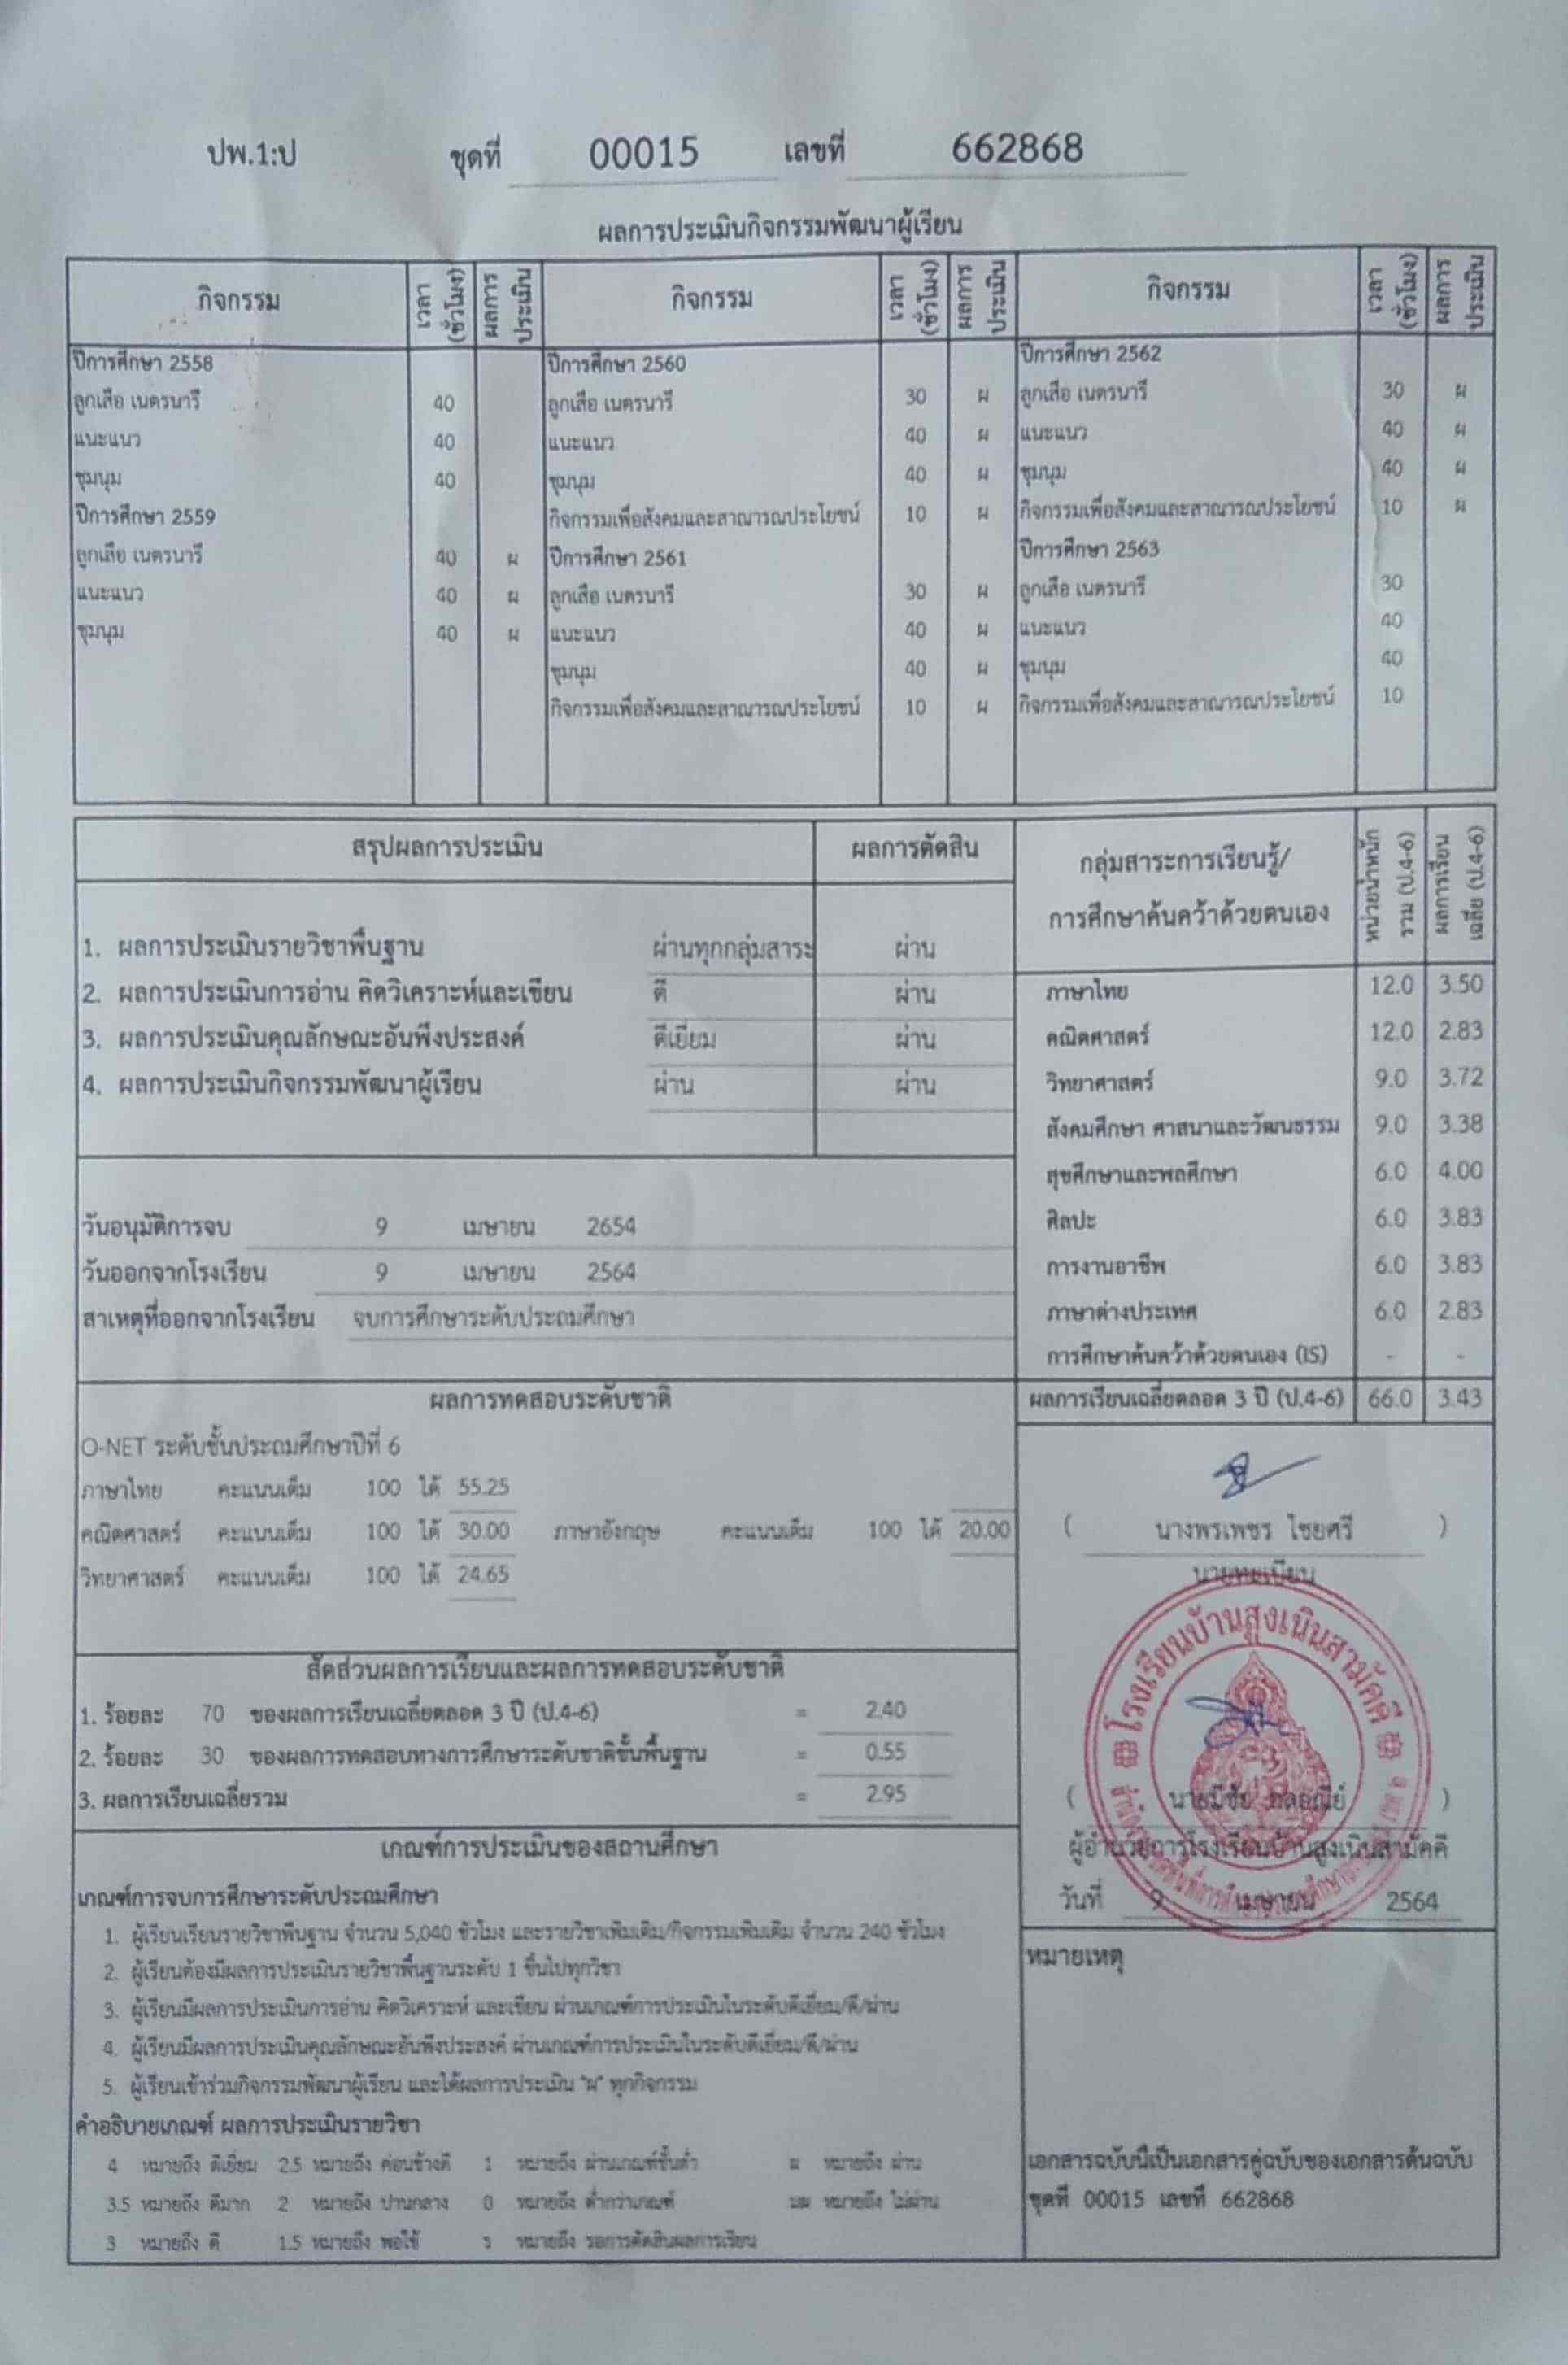 ปพ.1:ป ชุดที่ 00015 เลขที่ 662868
ผลการประเมินกิจกรรมพัฒนาผู้เรียน
กิจกรรม เวลา (ชั่วโมง) ผลการประเมิน กิจกรรม เวลา (ชั่วโมง) ผลการประเมิน กิจกรรม เวลา (ชั่วโมง) ผลการประเมิน
ปีการศึกษา 2558
ลูกเสือ เนตรนารี 40
แนะแนว 40
ชุมนุม 40
ปีการศึกษา 2559
ลูกเสือ เนตรนารี 40 ผ
แนะแนว 40 ผ
ชุมนุม 40 ผ
ปีการศึกษา 2560
ลูกเสือ เนตรนารี 30 ผ
แนะแนว 40 ผ
ชุมนุม 40 ผ
กิจกรรมเพื่อสังคมและสาณารณประโยชน์ 10 ผ
ปีการศึกษา 2561
ลูกเสือ เนตรนารี 30 ผ
แนะแนว 40 ผ
ชุมนุม 40 ผ
กิจกรรมเพื่อสังคมและสาณารณประโยชน์ 10 ผ
ปีการศึกษา 2562
ลูกเสือ เนตรนารี 30 ผ
แนะแนว 40 ผ
ชุมนุม 40 ผ
กิจกรรมเพื่อสังคมและสาณารณประโยชน์ 10 ผ
ปีการศึกษา 2563
ลูกเสือ เนตรนารี 30
แนะแนว 40
ชุมนุม 40
กิจกรรมเพื่อสังคมและสาณารณประโยชน์ 10
สรุปผลการประเมิน ผลการตัดสิน
1. ผลการประเมินรายวิชาพื้นฐาน ผ่านทุกกลุ่มสาระ ผ่าน
2. ผลการประเมินการอ่าน คิดวิเคราะห์และเขียน ดี ผ่าน
3. ผลการประเมินคุณลักษณะอันพึงประสงค์ ดีเยี่ยม ผ่าน
4. ผลการประเมินกิจกรรมพัฒนาผู้เรียน ผ่าน ผ่าน
วันอนุมัติการจบ 9 เมษายน 2654
วันออกจากโรงเรียน 9 เมษายน 2564
สาเหตุที่ออกจากโรงเรียน จบการศึกษาระดับประถมศึกษา
กลุ่มสาระการเรียนรู้/
การศึกษาค้นคว้าด้วยตนเอง
หน่วยน้ำหนัก รวม (ป.4-6)
ผลการเรียน เฉลี่ย (ป.4-6)
ภาษาไทย 12.0 3.50
คณิตศาสตร์ 12.0 2.83
วิทยาศาสตร์ 9.0 3.72
สังคมศึกษา ศาสนาและวัฒนธรรม 9.0 3.38
สุขศึกษาและพลศึกษา 6.0 4.00
ศิลปะ 6.0 3.83
การงานอาชีพ 6.0 3.83
ภาษาต่างประเทศ 6.0 2.83
การศึกษาค้นคว้าด้วยตนเอง (IS) - -
ผลการเรียนเฉลี่ยตลอด 3 ปี (ป.4-6) 66.0 3.43
ผลการทดสอบระดับชาติ
O-NET ระดับชั้นประถมศึกษาปีที่ 6
ภาษาไทย คะแนนเต็ม 100 ได้ 55.25
คณิตศาสตร์ คะแนนเต็ม 100 ได้ 30.00 ภาษาอังกฤษ คะแนนเต็ม 100 ได้ 20.00
วิทยาศาสตร์ คะแนนเต็ม 100 ได้ 24.65
สัดส่วนผลการเรียนและผลการทดสอบระดับชาติ
1. ร้อยละ 70 ของผลการเรียนเฉลี่ยตลอด 3 ปี (ป.4-6) = 2.40
2. ร้อยละ 30 ของผลการทดสอบทางการศึกษาระดับชาติขั้นพื้นฐาน = 0.55
3. ผลการเรียนเฉลี่ยรวม = 2.95
เกณฑ์การประเมินของสถานศึกษา
เกณฑ์การจบการศึกษาระดับประถมศึกษา
1. ผู้เรียนเรียนรายวิชาพื้นฐาน จำนวน 5,040 ชั่วโมง และรายวิชาเพิ่มเติม/กิจกรรมเพิ่มเติม จำนวน 240 ชั่วโมง
2. ผู้เรียนต้องมีผลการประเมินรายวิชาพื้นฐานระดับ 1 ขึ้นไปทุกวิชา
3. ผู้เรียนมีผลการประเมินการอ่าน คิดวิเคราะห์ และเขียน ผ่านเกณฑ์การประเมินในระดับดีเยี่ยม/ดี/ผ่าน
4. ผู้เรียนมีผลการประเมินคุณลักษณะอันพึงประสงค์ ผ่านเกณฑ์การประเมินในระดับดีเยี่ยม/ดี/ผ่าน
5. ผู้เรียนเข้าร่วมกิจกรรมพัฒนาผู้เรียน และได้ผลการประเมิน "ผ" ทุกกิจกรรม
คำอธิบายเกณฑ์ ผลการประเมินรายวิชา
4 หมายถึง ดีเยี่ยม 2.5 หมายถึง ค่อนข้างดี 1 หมายถึง ผ่านเกณฑ์ขั้นต่ำ ผ หมายถึง ผ่าน
3.5 หมายถึง ดีมาก 2 หมายถึง ปานกลาง 0 หมายถึง ต่ำกว่าเกณฑ์ มผ หมายถึง ไม่ผ่าน
3 หมายถึง ดี 1.5 หมายถึง พอใช้ ร หมายถึง รอการตัดสินผลการเรียน
( นางพรเพชร ไชยศรี )
นายทะเบียน
โรงเรียนบ้านสูงเนินสามัคคี
( นายมีชัย )
ผู้อำนวยการโรงเรียนบ้านสูงเนินสามัคคี
วันที่ 9 เมษายน 2564
หมายเหตุ
เอกสารฉบับนี้เป็นเอกสารคู่ฉบับของเอกสารต้นฉบับ
ชุดที่ 00015 เลขที่ 662868